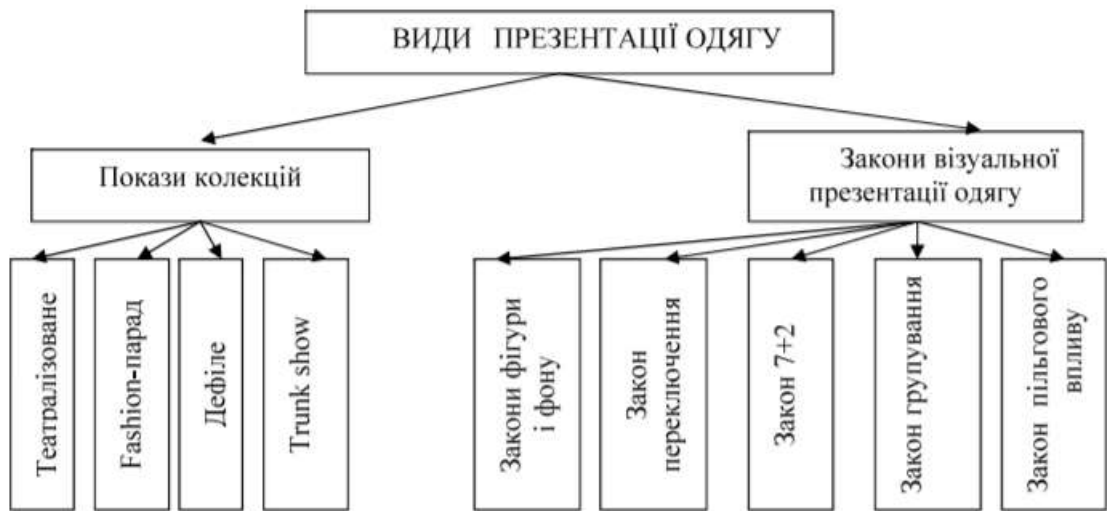 ВИДИ ПРЕЗЕНТАЦІЇ ОДЯГУ
Покази колекцій
Закони візуальної
презентації одягу
Театралізоване
Fashion-парад
Дефіле
Trunk show
Закони фігури
і фону
Закон
переключення
Закон 7+2
Закон групування
Закон пільгового
впливу